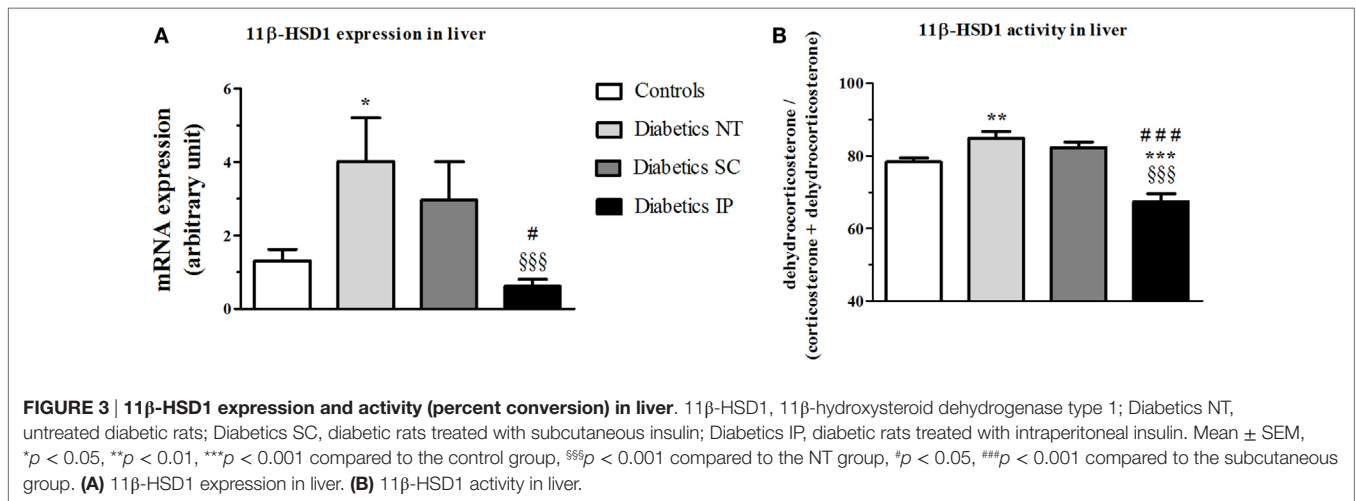 A
11β-HSD1 expression in liver
mRNA expression
(arbitrary unit)
6
4
2
0
*
#
§§§
Controls
Diabetics NT
Diabetics SC
Diabetics IP
B
11β-HSD1 activity in liver
dehydrocorticosterone /
(corticosterone + dehydrocorticosterone)
100
80
60
40
**
# # #
***
§§§
FIGURE 3 | 11β-HSD1 expression and activity (percent conversion) in liver. 11β-HSD1, 11β-hydroxysteroid dehydrogenase type 1; Diabetics NT,
untreated diabetic rats; Diabetics SC, diabetic rats treated with subcutaneous insulin; Diabetics IP, diabetic rats treated with intraperitoneal insulin. Mean ± SEM,
*p < 0.05, **p < 0.01, ***p < 0.001 compared to the control group, §§§p < 0.001 compared to the NT group, #p < 0.05, ###p < 0.001 compared to the subcutaneous
group. (A) 11β-HSD1 expression in liver. (B) 11β-HSD1 activity in liver.